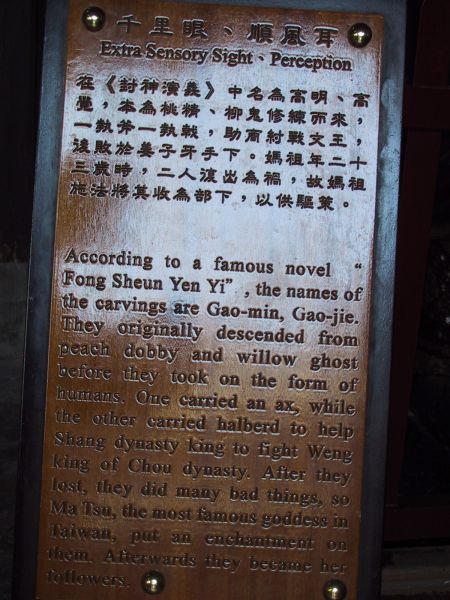 千里眼、順風耳
Extra Sensory Sight、Perception
在《封神演義》中名為高明、高
覺，本為桃精、柳鬼修練而來，
一執斧一執戟，助商紂戰文王，
後敗於姜子牙手下。媽祖年二十
三歲時，二人復出為禍，故媽祖
施法將其收為部下，以供驅策。
According to a famous novel “
Fong Sheun Yen Yi” , the names of
the carvings are Gao-min, Gao-jie.
They originally descended from
peach dobby and willow ghost
before they took on the form of
humans. One carried an ax, while
the other carried halberd to help
Shang dynasty king to fight Weng
king of Chou dynasty. After they
lost, they did many bad things, so
Ma Tsu, the most famous goddess in
Taiwan, put an enchantment on
them. Afterwards they became her
followers.